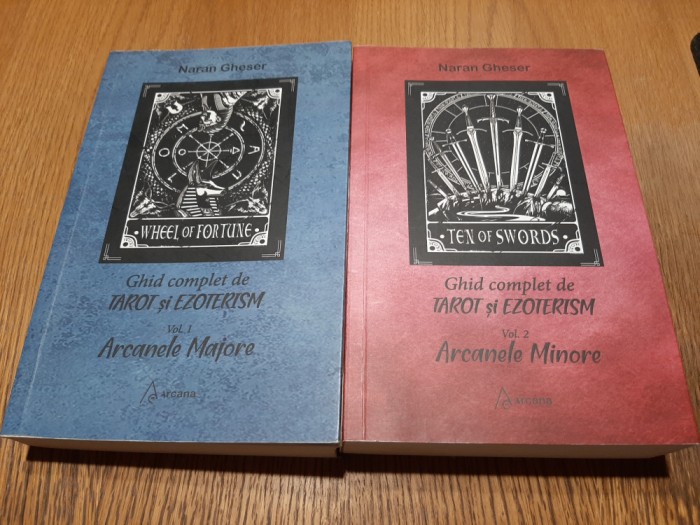 Naran Gheser
WHEEL OF FORTUNE
Ghid complet de
TAROT și EZOTERISM
Vol. 1
Arcanele Majore
Arcana
Naran Gheser
TEN OF SWORDS
Ghid complet de
TAROT și EZOTERISM
Vol. 2
Arcanele Minore
Arcana